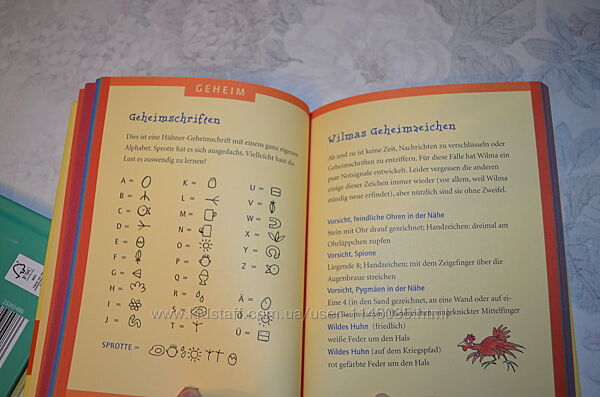 GEHEIM
Geheimschriften
Dies ist eine Hühner-Geheimschrift mit einem ganz eigenen
Alphabet. Sprotte hat es sich ausgedacht. Vielleicht hast du
Lust es auswendig zu lernen?
A =
B =
C =
D =
E =
F =
G =
H =
I =
J =
K =
L =
M =
N =
O =
P =
Q =
R =
S =
T =
U =
V =
W =
X =
Y =
Z =
Ä =
Ö =
Ü =
SPROTTE =
Wilmas Geheimzeichen
Ab und zu ist keine Zeit, Nachrichten zu verschlüsseln oder
Geheimschriften zu entziffern. Für diese Fälle hat Wilma ein
paar Notsignale entwickelt. Leider vergessen die anderen
einige dieser Zeichen immer wieder (vor allem, weil Wilma
ständig neue erfindet), aber nützlich sind sie ohne Zweifel.
Vorsicht, feindliche Ohren in der Nähe
Stein mit Ohr drauf gezeichnet; Handzeichen: dreimal am
Ohrläppchen zupfen
Vorsicht, Spione
Liegende 8; Handzeichen: mit dem Zeigefinger über die
Augenbraue streichen
Vorsicht, Pygmäen in der Nähe
Eine 4 (in den Sand gezeichnet, an eine Wand oder auf ei-
eingeknickter Mittelfinger
Wildes Huhn (friedlich)
weiße Feder um den Hals
Wildes Huhn (auf dem Kriegspfad)
rot gefärbte Feder um den Hals